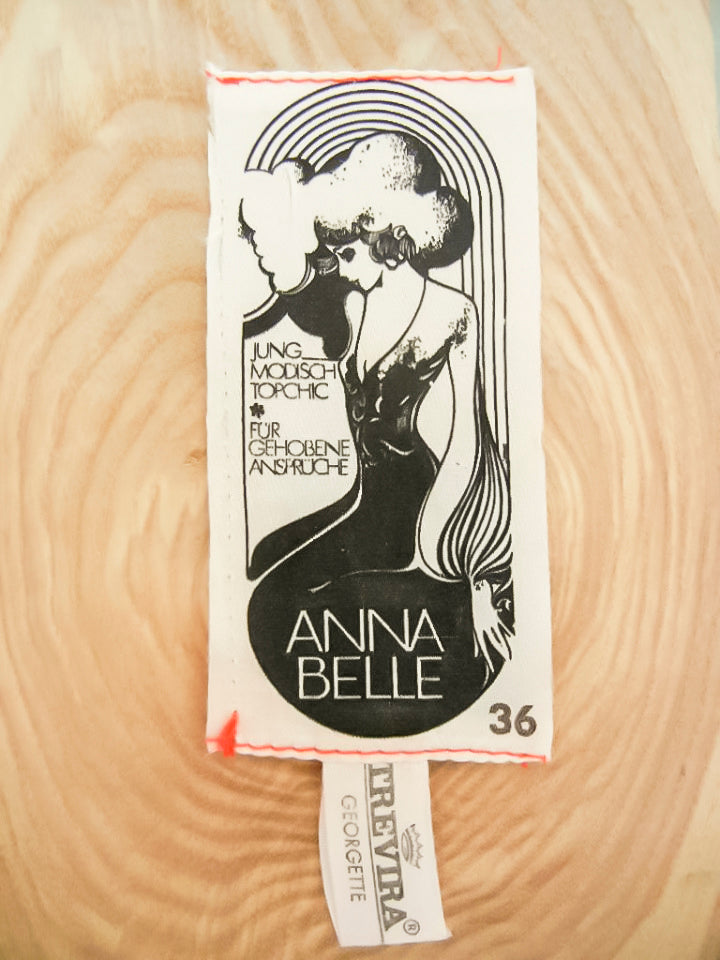 JUNG
MODISCH
TOPCHIC
*
FÜR
GEHOBENE
ANSPRÜCHE
ANNA
BELLE
36
TREVIRA®
GEORGETTE